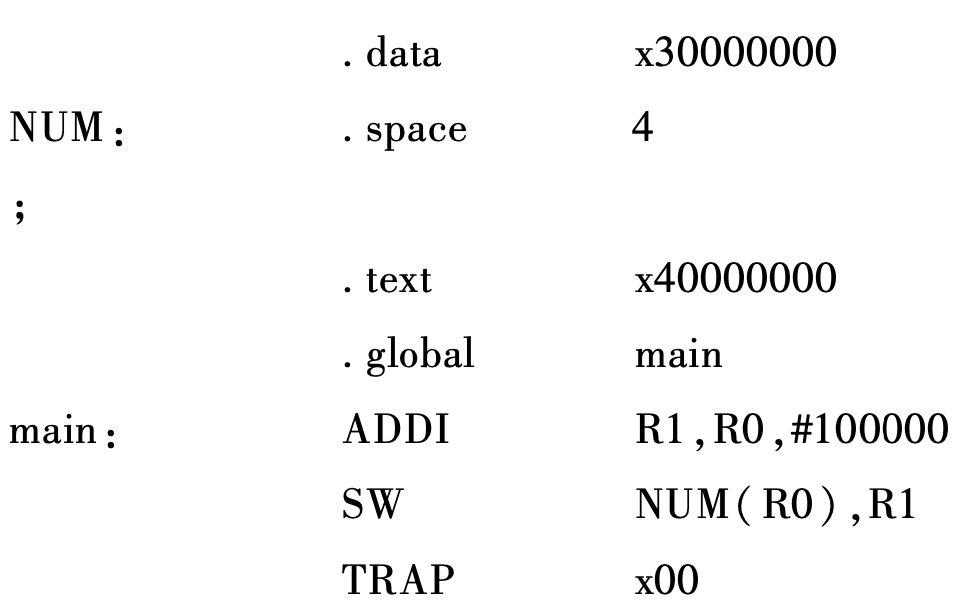 . data x30000000
NUM: . space 4
;
. text x40000000
. global main
main: ADDI R1,R0,#100000
SW NUM(R0),R1
TRAP x00